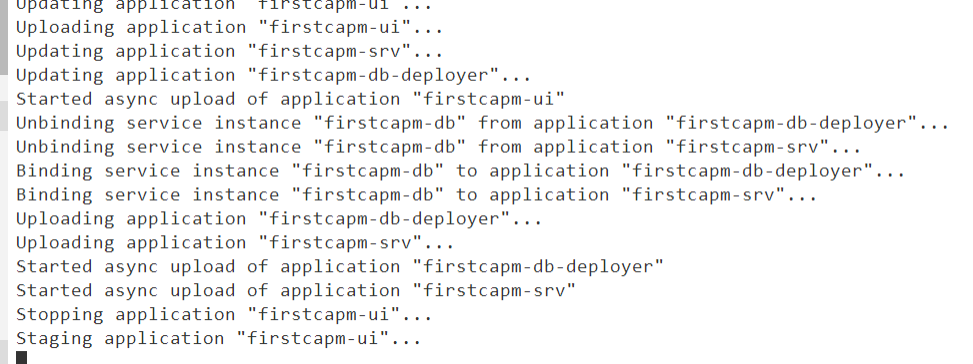 Updating application "firstcapm-ui"...
Uploading application "firstcapm-ui"...
Updating application "firstcapm-srv"...
Updating application "firstcapm-db-deployer"...
Started async upload of application "firstcapm-ui"
Unbinding service instance "firstcapm-db" from application "firstcapm-db-deployer"...
Unbinding service instance "firstcapm-db" from application "firstcapm-srv"...
Binding service instance "firstcapm-db" to application "firstcapm-db-deployer"...
Binding service instance "firstcapm-db" to application "firstcapm-srv"...
Uploading application "firstcapm-db-deployer"...
Uploading application "firstcapm-srv"...
Started async upload of application "firstcapm-db-deployer"
Started async upload of application "firstcapm-srv"
Stopping application "firstcapm-ui"...
Staging application "firstcapm-ui"...